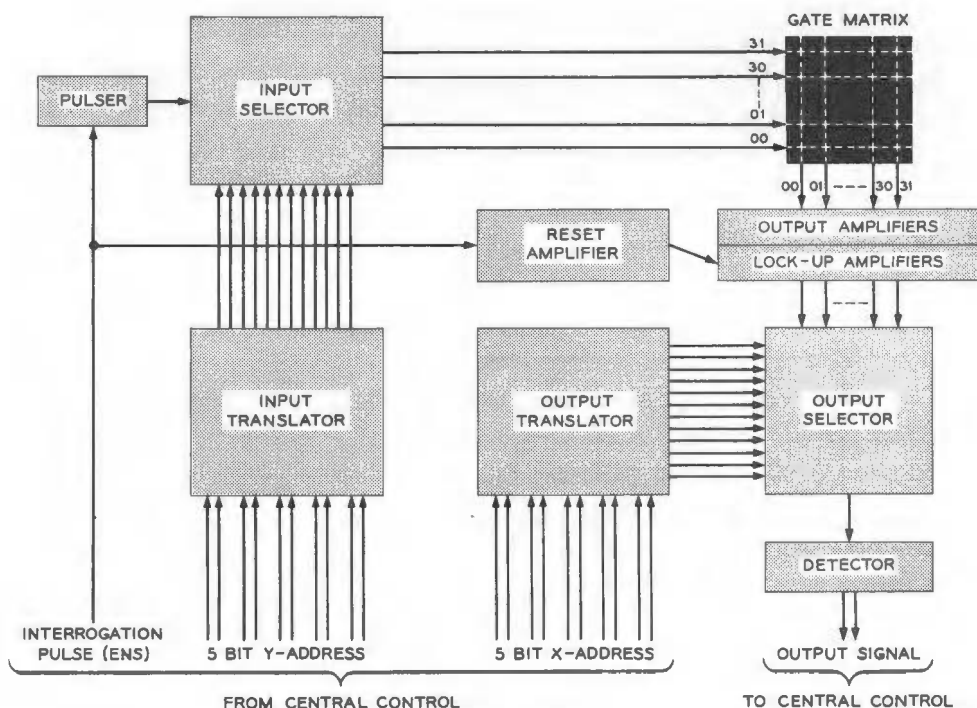 GATE MATRIX
PULSER
INPUT
SELECTOR
31
30
01
00
00 01 30 31
RESET
AMPLIFIER
OUTPUT AMPLIFIERS
LOCK-UP AMPLIFIERS
INPUT
TRANSLATOR
OUTPUT
TRANSLATOR
OUTPUT
SELECTOR
DETECTOR
INTERROGATION
PULSE (ENS)
5 BIT Y-ADDRESS
5 BIT X-ADDRESS
OUTPUT SIGNAL
FROM CENTRAL CONTROL
TO CENTRAL CONTROL